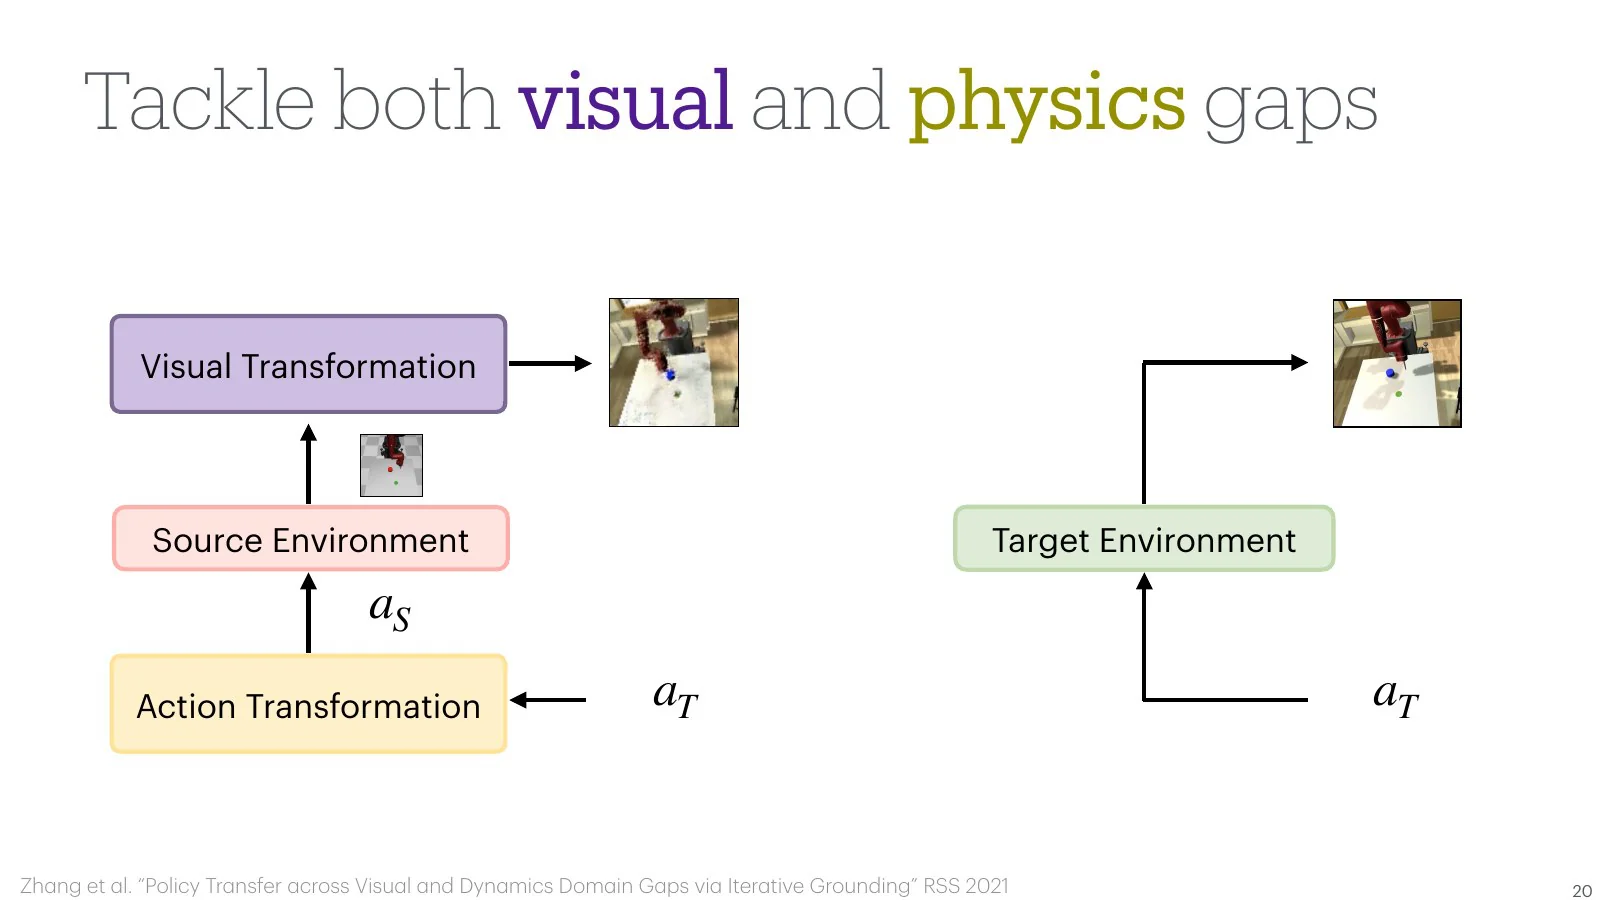 Tackle both visual and physics gaps
Visual Transformation
Source Environment
a_S
Action Transformation
a_T
Target Environment
a_T
Zhang et al. “Policy Transfer across Visual and Dynamics Domain Gaps via Iterative Grounding” RSS 2021
20